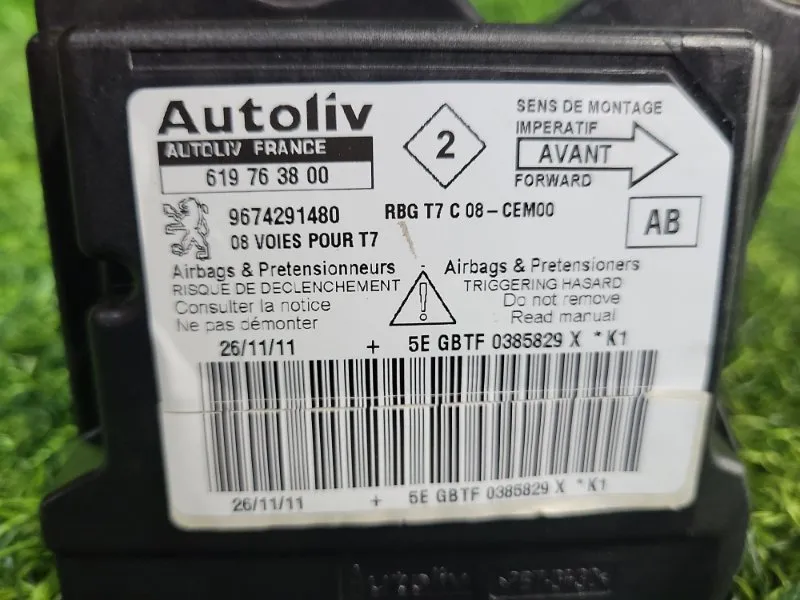 Autoliv
AUTOLIV FRANCE
619 76 38 00
2
SENS DE MONTAGE
IMPERATIF
AVANT
FORWARD
9674291480
RBG T7 C 08-CEM00
08 VOIES POUR T7
AB
Airbags & Pretensionneurs
RISQUE DE DECLENCHEMENT
Consulter la notice
Ne pas démonter
!
Airbags & Pretensioners
TRIGGERING HASARD
Do not remove
Read manual
26/11/11 + 5E GBTF 0385829 X *K1
26/11/11 + 5E GBTF 0385829 X *K1
Autoliv